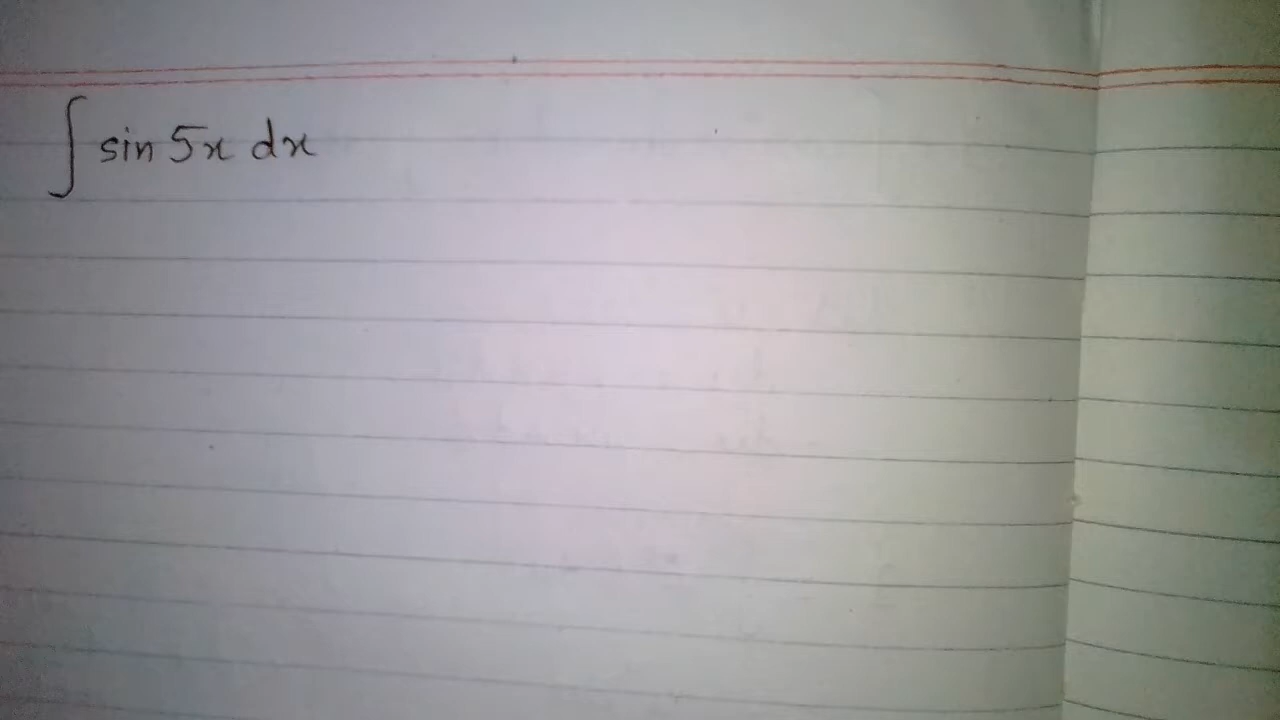 ∫ sin 5x dx